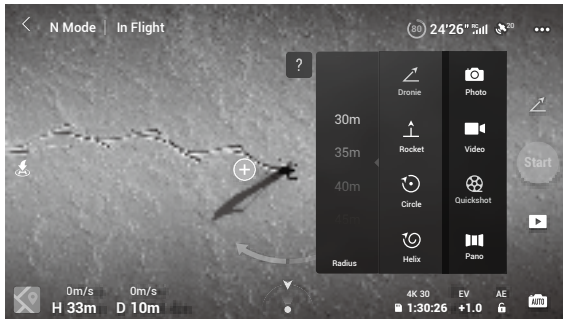 N Mode | In Flight
80 24'26" RC 20
?
Dronie
Photo
30m
35m
40m
Rocket
Video
Start
Circle
Quickshot
Radius
Helix
Pano
0m/s 0m/s
H 33m D 10m
4K 30 EV AE
1:30:26 +1.0
AUTO